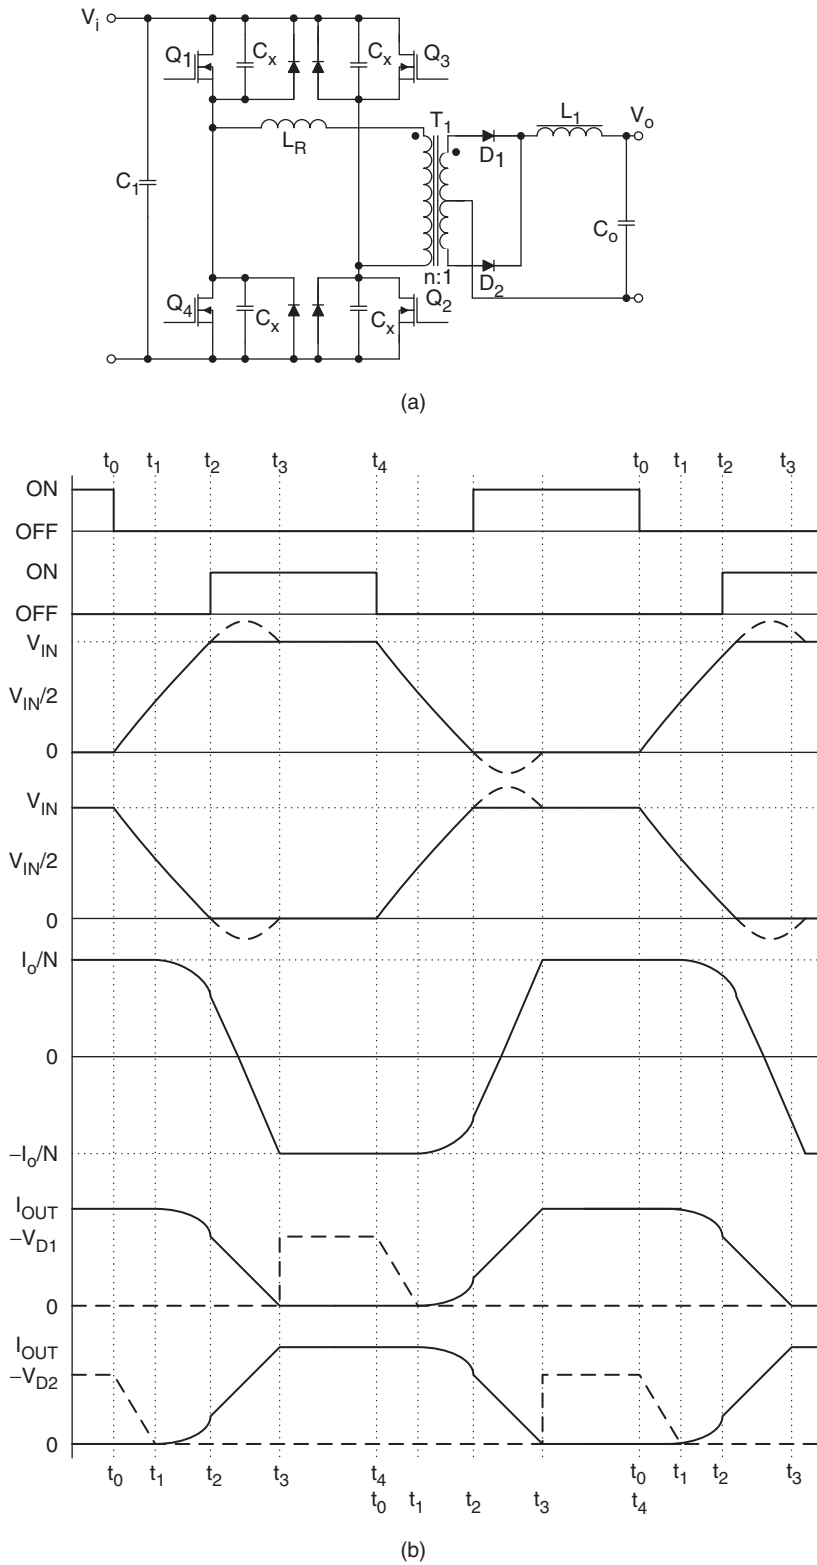 Vi
Q1
Cx
Cx
Q3
T1
L1
Vo
LR
D1
C1
Co
n:1
D2
Q4
Cx
Cx
Q2
(a)
t0 t1 t2 t3 t4 t0 t1 t2 t3
ON
OFF
ON
OFF
VIN
VIN/2
0
VIN
VIN/2
0
Io/N
0
−Io/N
IOUT
−VD1
0
IOUT
−VD2
0
t0 t1 t2 t3 t4 t0 t1 t2 t3
t0 t1 t2 t3 t4
(b)